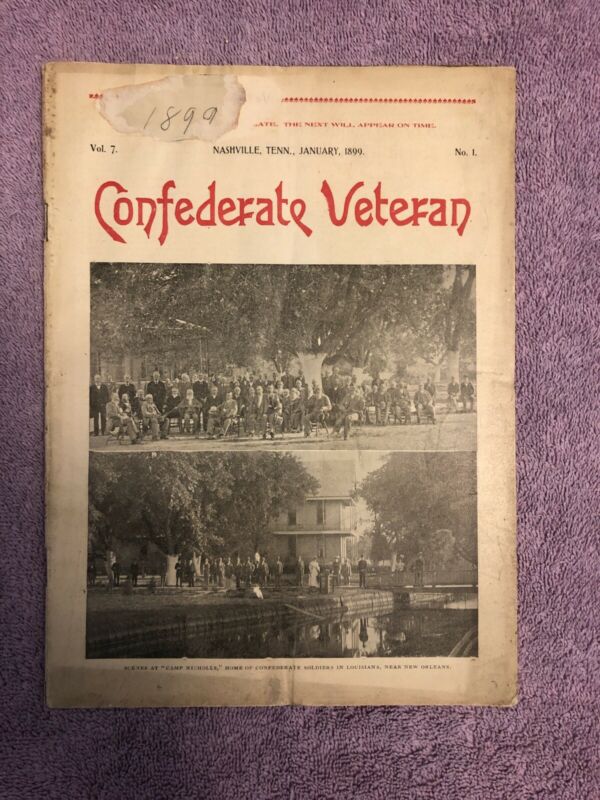 1899
LATE. THE NEXT WILL APPEAR ON TIME.
Vol. 7. NASHVILLE, TENN., JANUARY, 1899. No. 1.
Confederate Veteran
SCENES AT "CAMP NICHOLLS," HOME OF CONFEDERATE SOLDIERS IN LOUISIANA, NEAR NEW ORLEANS.